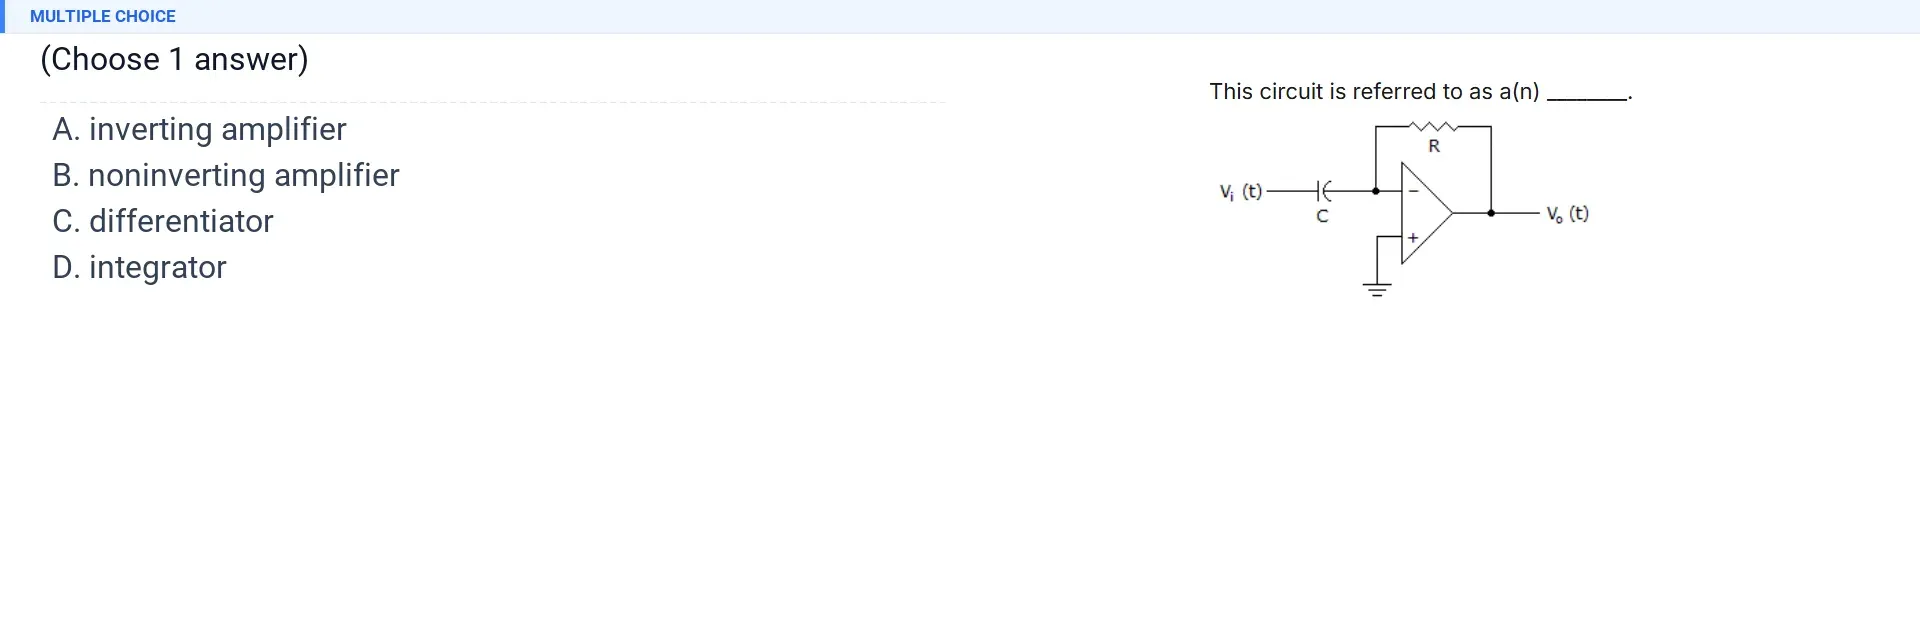 MULTIPLE CHOICE
(Choose 1 answer)
A. inverting amplifier
B. noninverting amplifier
C. differentiator
D. integrator
This circuit is referred to as a(n) ________.
R
Vᵢ (t)
C
−
+
Vₒ (t)